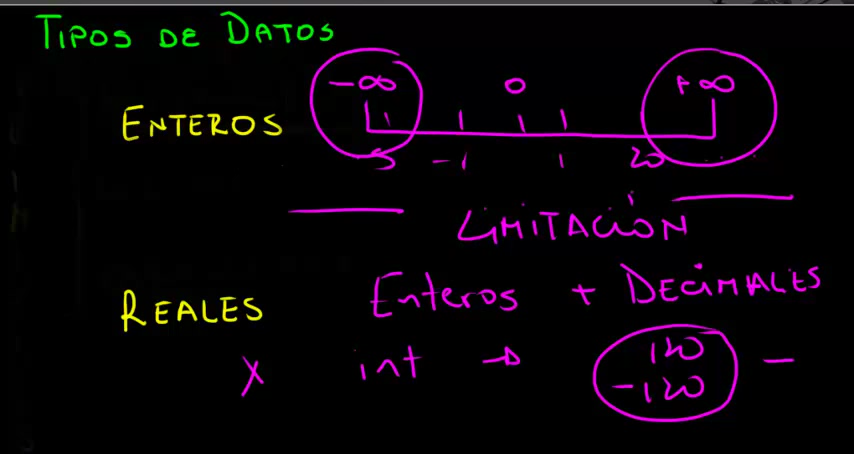 TIPOS DE DATOS
-∞ 0 +∞
ENTEROS
5 -1 1 20
LIMITACIÓN
REALES Enteros + DECIMALES
X int → 120 -
-120